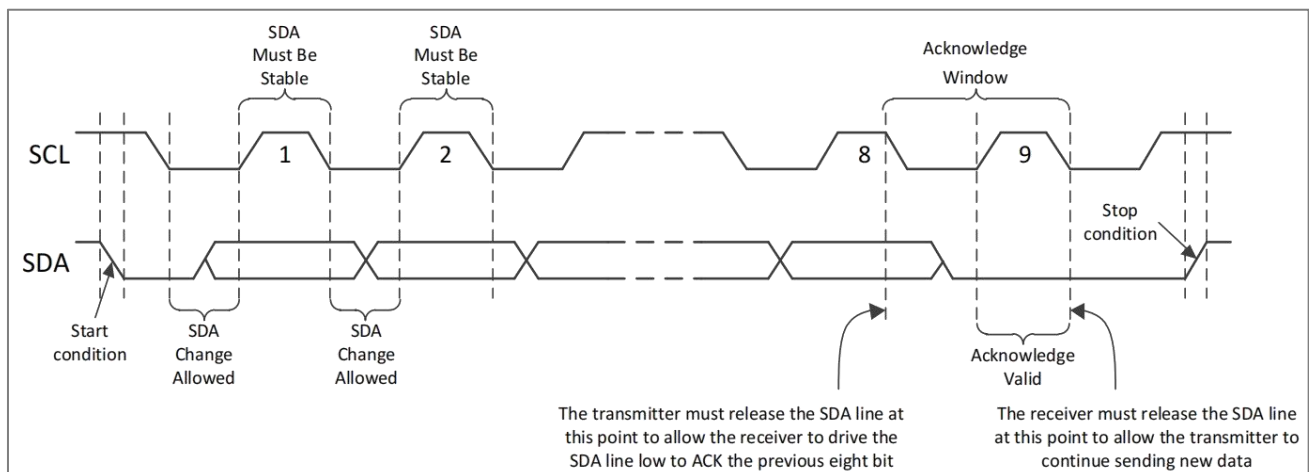 SDA
Must Be
Stable
SDA
Must Be
Stable
Acknowledge
Window
SCL
1
2
8
9
SDA
Stop
condition
Start
condition
SDA
Change
Allowed
SDA
Change
Allowed
Acknowledge
Valid
The transmitter must release the SDA line at
this point to allow the receiver to drive the
SDA line low to ACK the previous eight bit
The receiver must release the SDA line
at this point to allow the transmitter to
continue sending new data